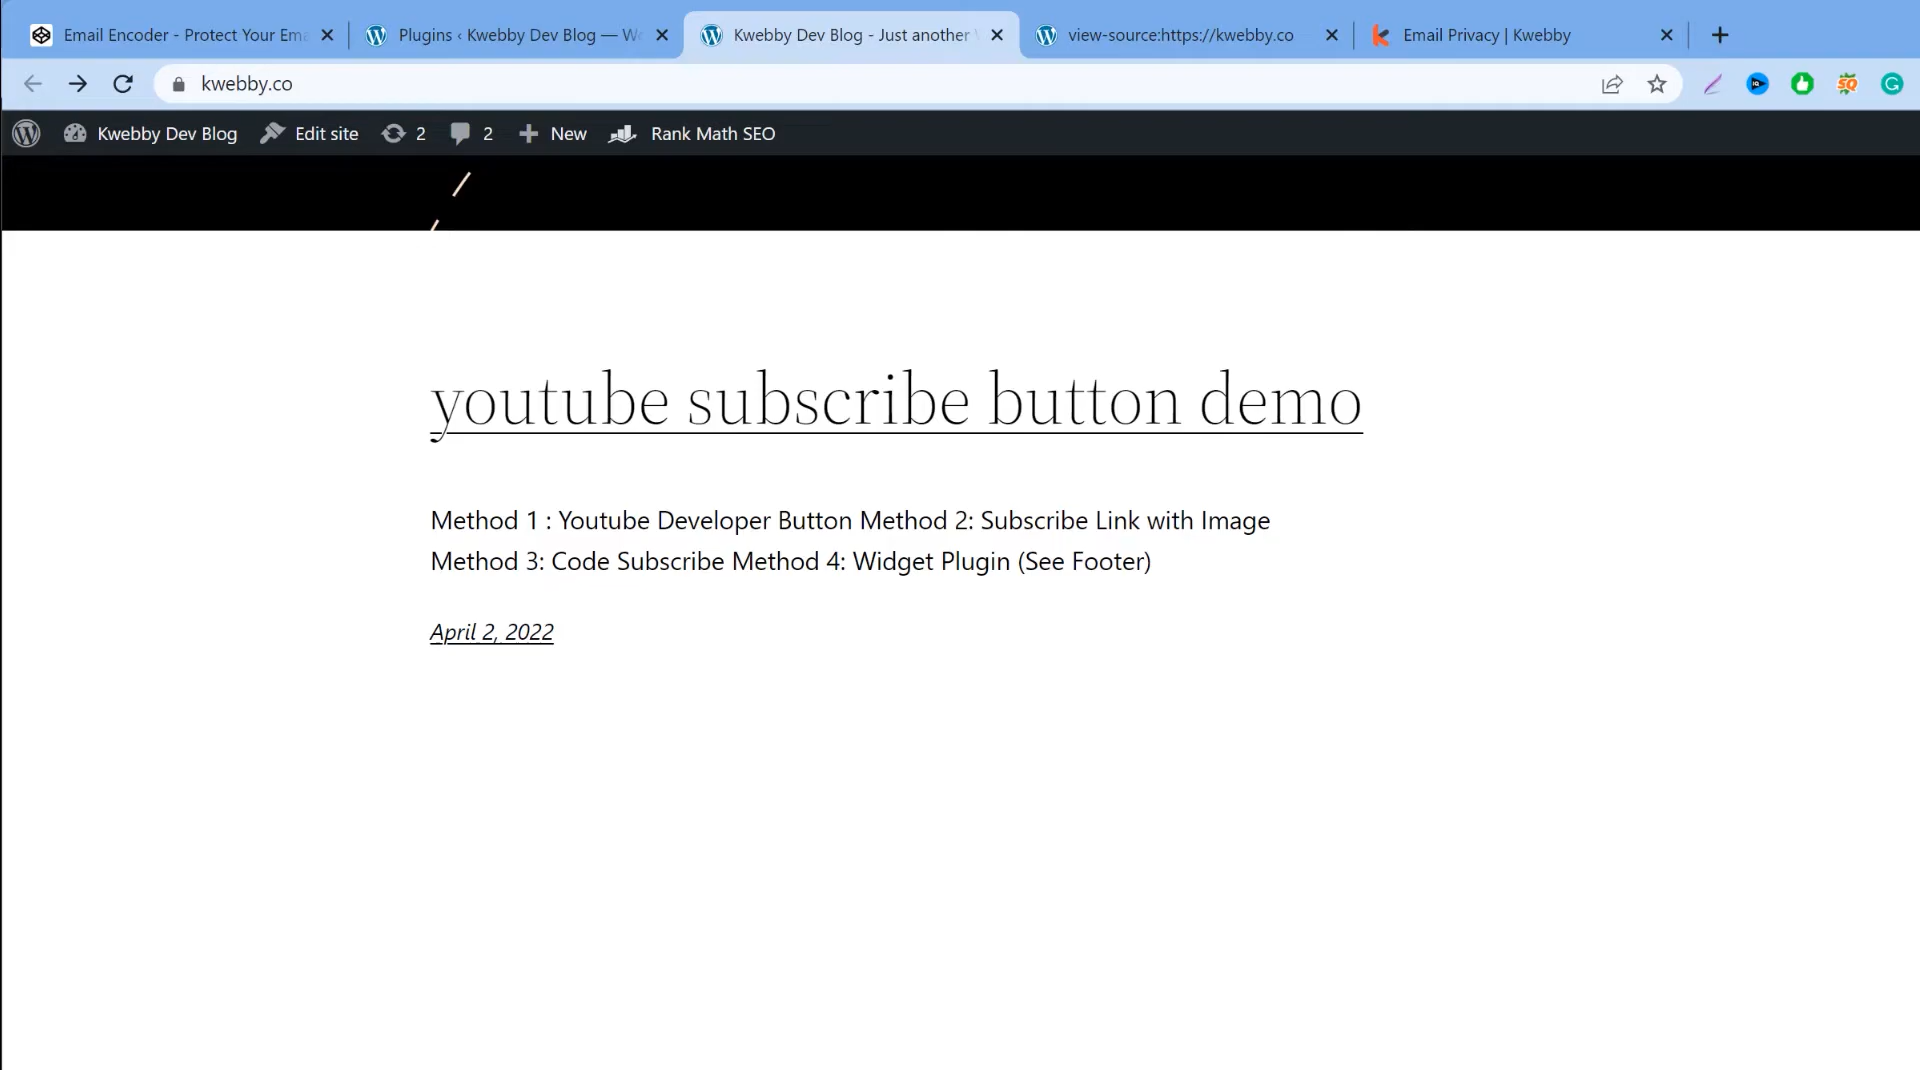 Email Encoder - Protect Your Ema
Plugins ‹ Kwebby Dev Blog — W
Kwebby Dev Blog - Just another
view-source:https://kwebby.co
Email Privacy | Kwebby
kwebby.co
Kwebby Dev Blog
Edit site
2
2
New
Rank Math SEO
youtube subscribe button demo
Method 1 : Youtube Developer Button Method 2: Subscribe Link with Image
Method 3: Code Subscribe Method 4: Widget Plugin (See Footer)
April 2, 2022